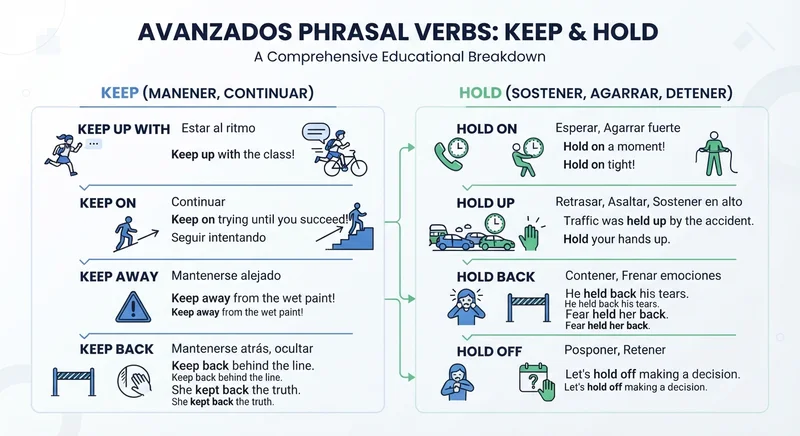 AVANZADOS PHRASAL VERBS: KEEP & HOLD
A Comprehensive Educational Breakdown
KEEP (MANENER, CONTINUAR)
KEEP UP WITH
Estar al ritmo
Keep up with the class!
KEEP ON
Continuar
Keep on trying until you succeed!
Seguir intentando
KEEP AWAY
Mantenerse alejado
Keep away from the wet paint!
Keep away from the wet paint!
KEEP BACK
Mantenerse atrás, ocultar
Keep back behind the line.
Keep back behind the line.
She kept back the truth.
She kept back the truth.
HOLD (SOSTENER, AGARRAR, DETENER)
HOLD ON
Esperar, Agarrar fuerte
Hold on a moment!
Hold on tight!
HOLD UP
Retrasar, Asaltar, Sostener en alto
Traffic was held up by the accident.
Hold your hands up.
HOLD BACK
Contener, Frenar emociones
He held back his tears.
He held back his tears.
Fear held her back.
Fear held her back.
HOLD OFF
Posponer, Retener
?
Let's hold off making a decision.
Let's hold off making a decision.